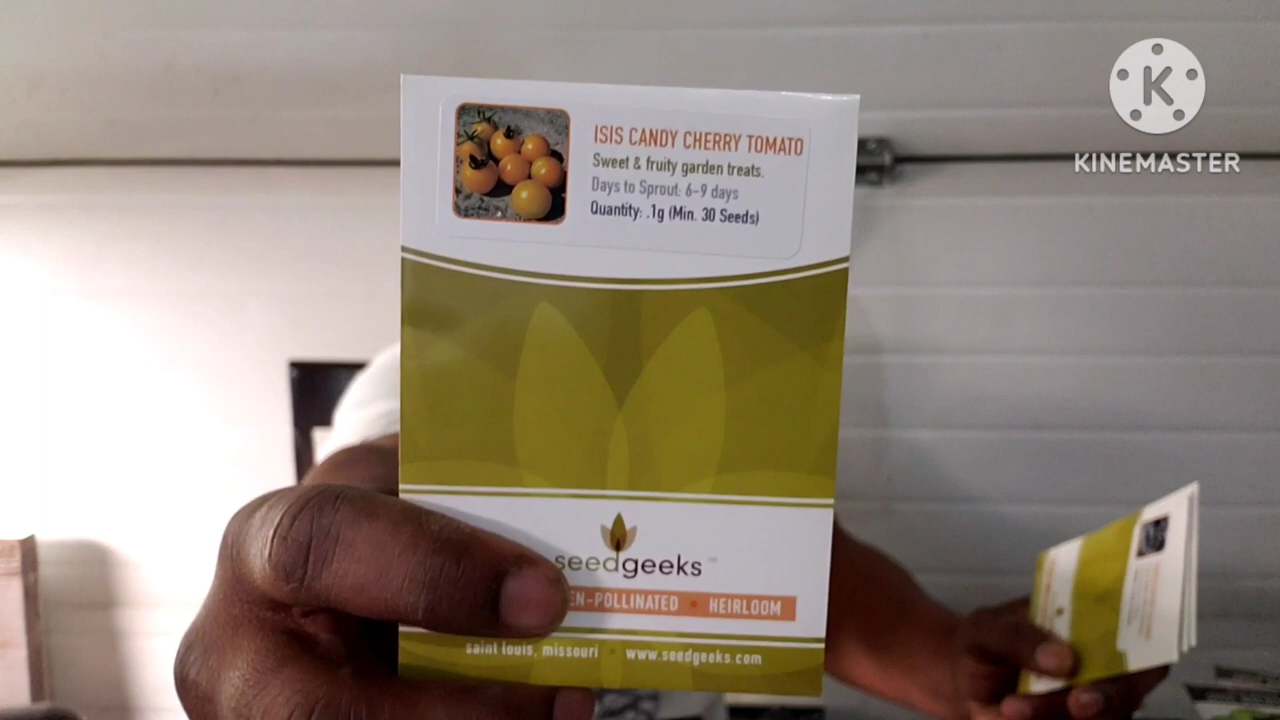 ISIS CANDY CHERRY TOMATO
Sweet & fruity garden treats.
Days to Sprout: 6-9 days
Quantity: .1g (Min. 30 Seeds)
seedgeeks
EN-POLLINATED • HEIRLOOM
saint louis, missouri • www.seedgeeks.com
K
KINEMASTER